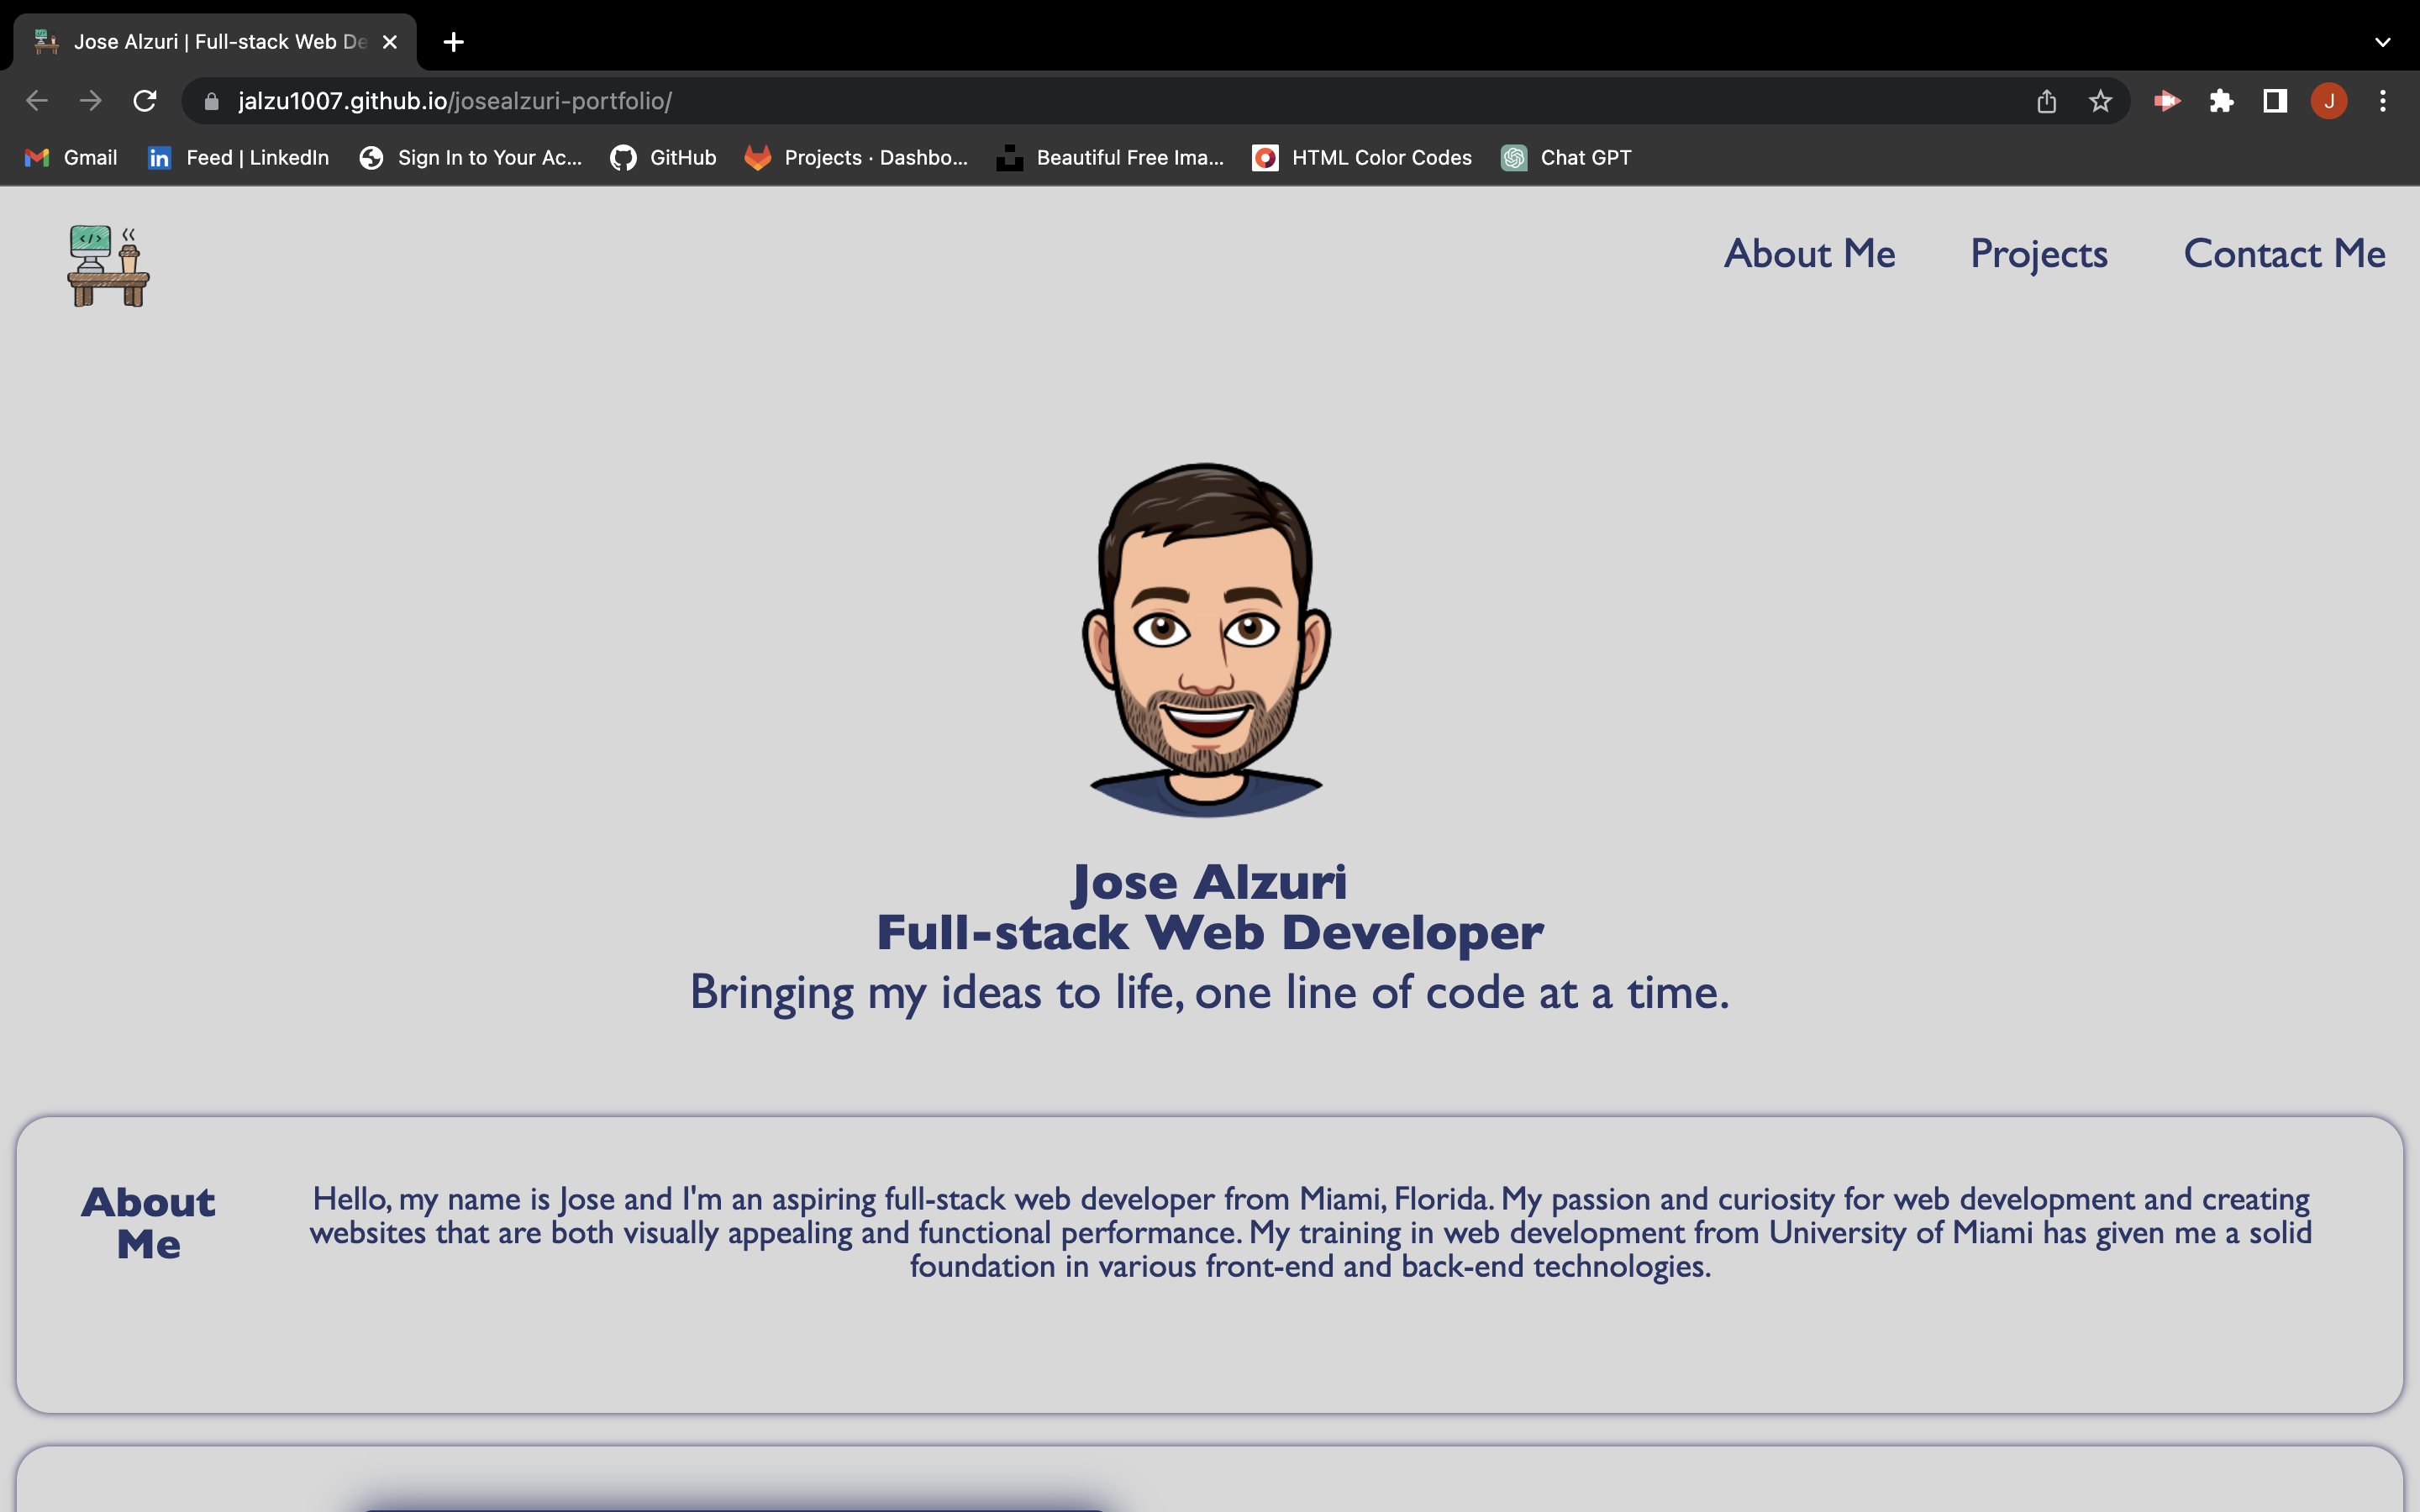 Jose Alzuri | Full-stack Web De
jalzu1007.github.io/josealzuri-portfolio/
J
Gmail
Feed | LinkedIn
Sign In to Your Ac...
GitHub
Projects · Dashbo...
Beautiful Free Ima...
HTML Color Codes
Chat GPT
</>
About Me
Projects
Contact Me
Jose Alzuri
Full-stack Web Developer
Bringing my ideas to life, one line of code at a time.
About
Me
Hello, my name is Jose and I'm an aspiring full-stack web developer from Miami, Florida. My passion and curiosity for web development and creating
websites that are both visually appealing and functional performance. My training in web development from University of Miami has given me a solid
foundation in various front-end and back-end technologies.